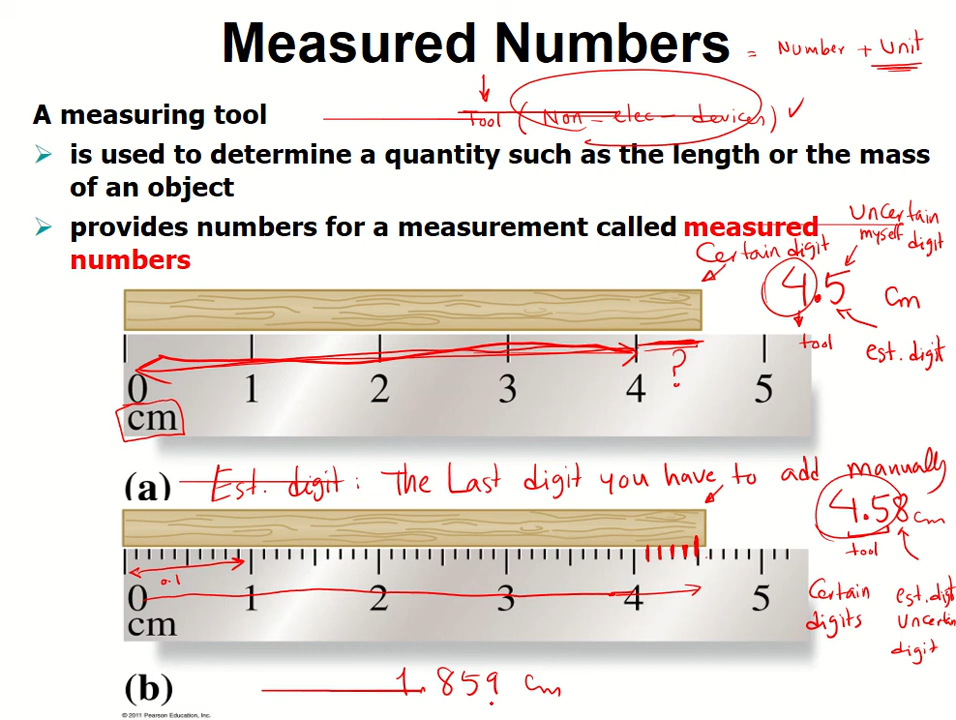 Measured Numbers = Number + Unit
A measuring tool Tool (Non-elec-devices) ✓
➢ is used to determine a quantity such as the length or the mass
of an object
➢ provides numbers for a measurement called measured
numbers
Uncertain
myself digit
Certain digit
4.5 cm
tool
est. digit
?
0 1 2 3 4 5
cm
(a) Est. digit: The Last digit you have to add manually
4.58 cm
tool
0.1
0 1 2 3 4 5
cm
Certain
digits
est. digit
uncertain
digit
(b) 1.859 cm
© 2011 Pearson Education, Inc.